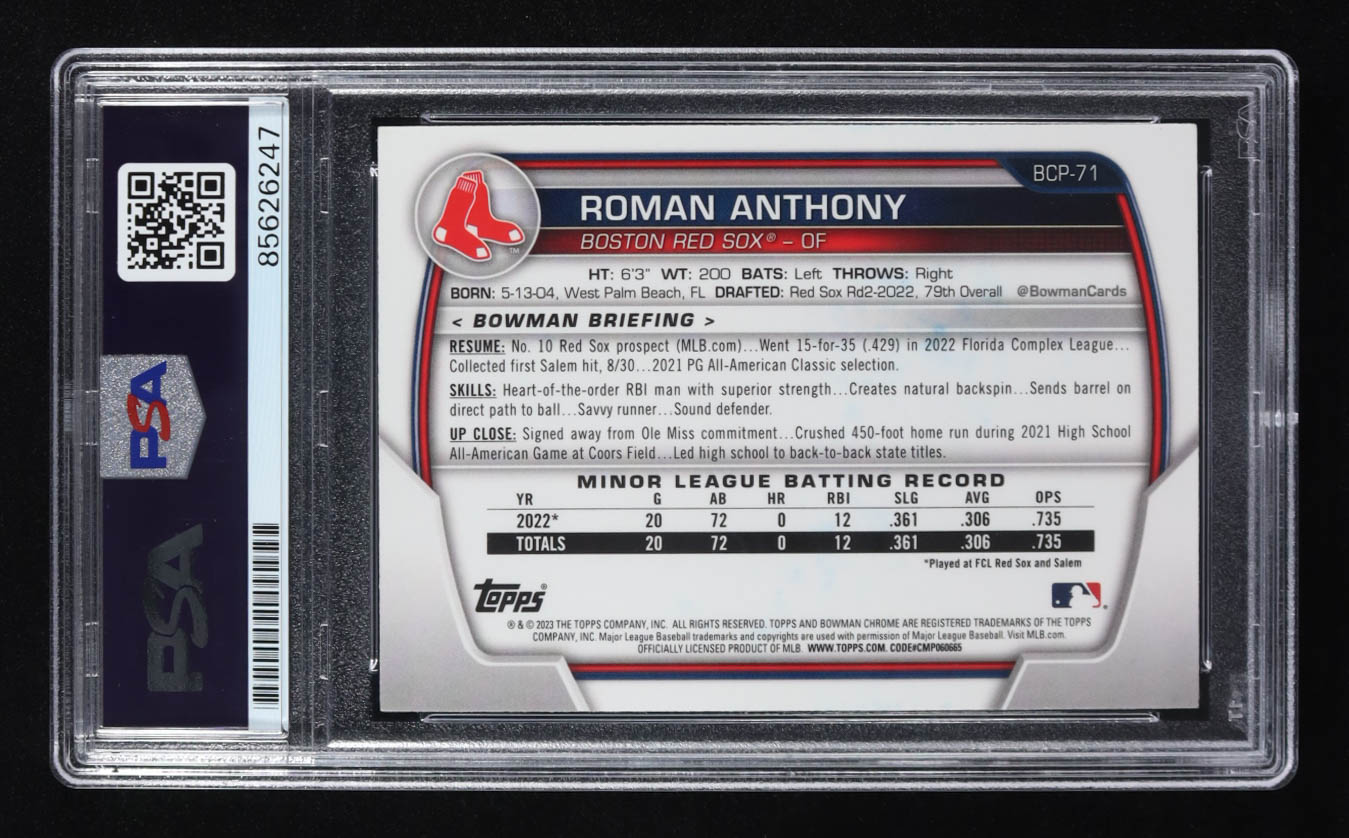 PSA
85626247
PSA
BCP-71
ROMAN ANTHONY
BOSTON RED SOX® – OF
TM
HT: 6'3" WT: 200 BATS: Left THROWS: Right
BORN: 5-13-04, West Palm Beach, FL DRAFTED: Red Sox Rd2-2022, 79th Overall @BowmanCards
< BOWMAN BRIEFING >
RESUME: No. 10 Red Sox prospect (MLB.com)...Went 15-for-35 (.429) in 2022 Florida Complex League...
Collected first Salem hit, 8/30...2021 PG All-American Classic selection.
SKILLS: Heart-of-the-order RBI man with superior strength...Creates natural backspin...Sends barrel on
direct path to ball...Savvy runner...Sound defender.
UP CLOSE: Signed away from Ole Miss commitment...Crushed 450-foot home run during 2021 High School
All-American Game at Coors Field...Led high school to back-to-back state titles.
MINOR LEAGUE BATTING RECORD
YR G AB HR RBI SLG AVG OPS
2022* 20 72 0 12 .361 .306 .735
TOTALS 20 72 0 12 .361 .306 .735
*Played at FCL Red Sox and Salem
Topps®
® & © 2023 THE TOPPS COMPANY, INC. ALL RIGHTS RESERVED. TOPPS AND BOWMAN CHROME ARE REGISTERED TRADEMARKS OF THE TOPPS
COMPANY, INC. Major League Baseball trademarks and copyrights are used with permission of Major League Baseball. Visit MLB.com.
OFFICIALLY LICENSED PRODUCT OF MLB. WWW.TOPPS.COM. CODE#CMP060665